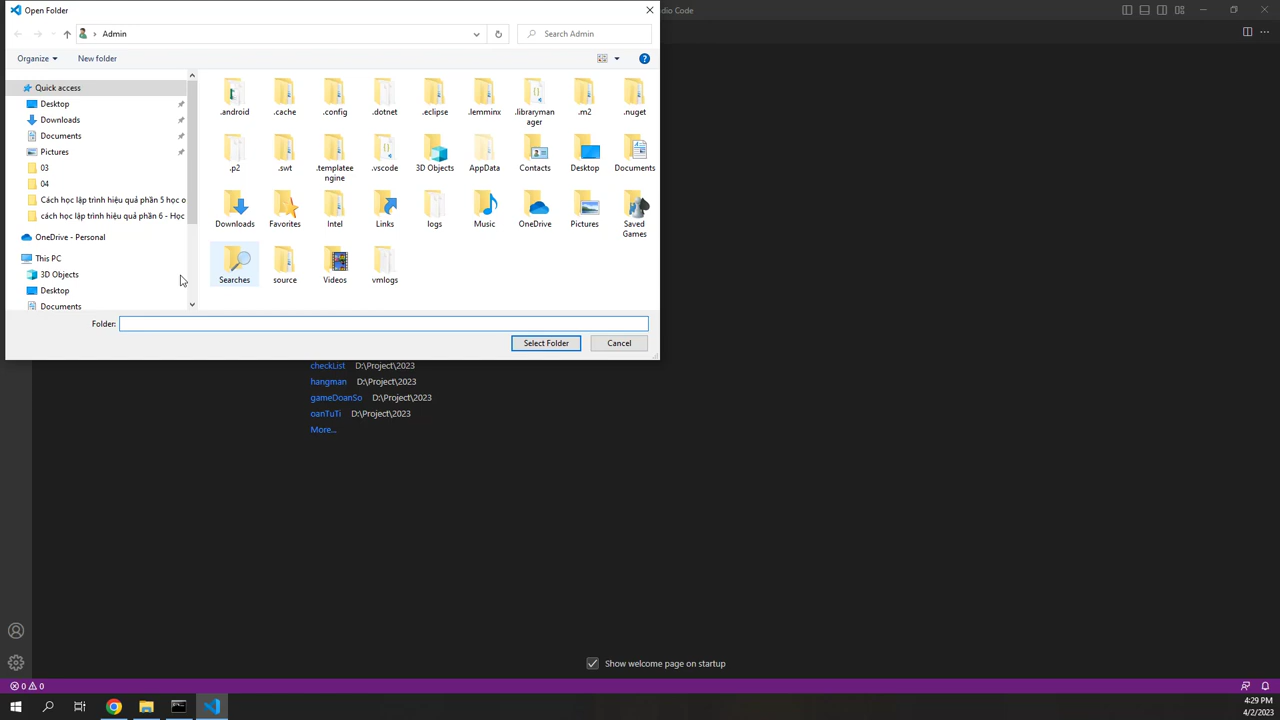 Open Folder
dio Code
Admin
Search Admin
Organize
New folder
Quick access
Desktop
Downloads
Documents
Pictures
03
04
Cách học lập trình hiệu quả phần 5 học o
cách học lập trình hiệu quả phần 6 - Học
OneDrive - Personal
This PC
3D Objects
Desktop
Documents
.android
.cache
.config
.dotnet
.eclipse
.lemminx
.librarymanager
.m2
.nuget
.p2
.swt
.templateengine
.vscode
3D Objects
AppData
Contacts
Desktop
Documents
Downloads
Favorites
Intel
Links
logs
Music
OneDrive
Pictures
Saved Games
Searches
source
Videos
vmlogs
Folder:
Select Folder
Cancel
checkList D:\Project\2023
hangman D:\Project\2023
gameDoanSo D:\Project\2023
oanTuTi D:\Project\2023
More...
Show welcome page on startup
0 0
4:29 PM
4/2/2023